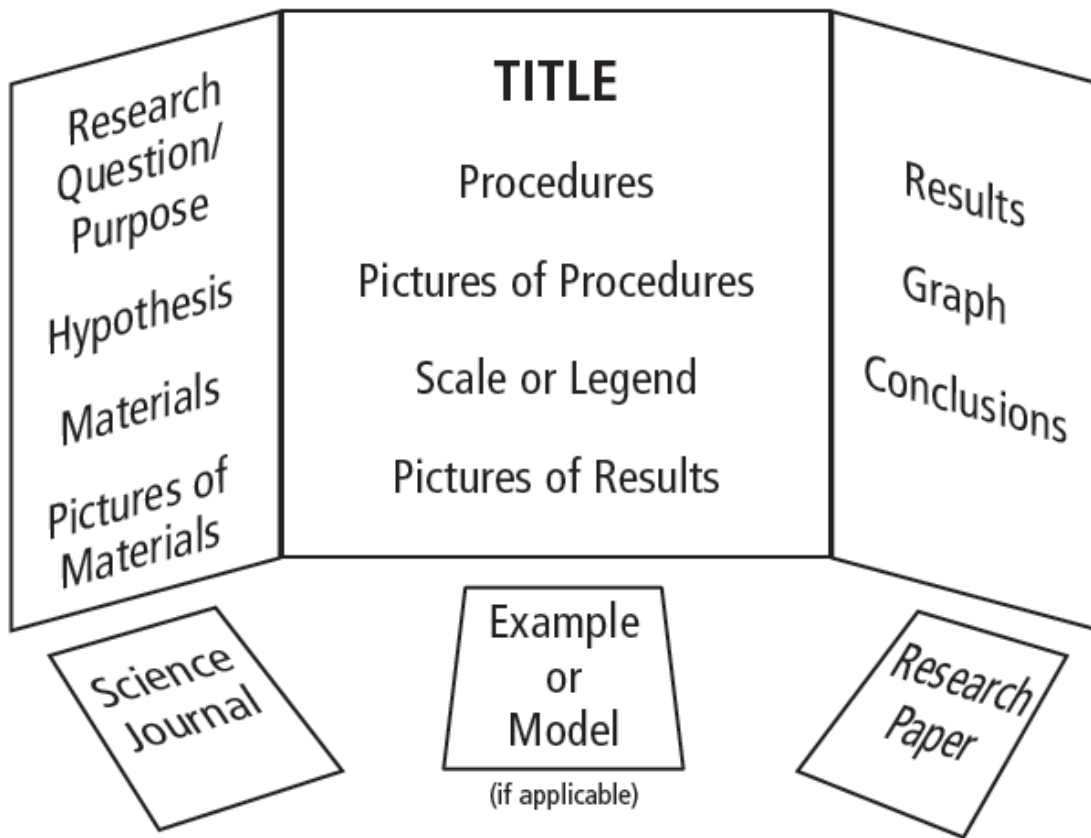 Research
Question/
Purpose
Hypothesis
Materials
Pictures of
Materials
TITLE
Procedures
Pictures of Procedures
Scale or Legend
Pictures of Results
Results
Graph
Conclusions
Science
Journal
Example
or
Model
(if applicable)
Research
Paper